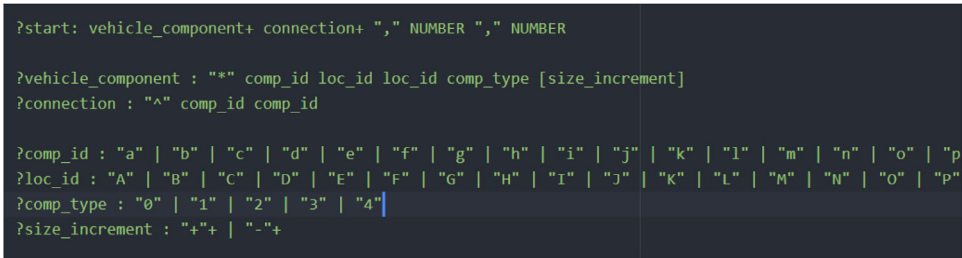 ?start: vehicle_component+ connection+ "," NUMBER "," NUMBER
?vehicle_component : "*" comp_id loc_id loc_id comp_type [size_increment]
?connection : "^" comp_id comp_id
?comp_id : "a" | "b" | "c" | "d" | "e" | "f" | "g" | "h" | "i" | "j" | "k" | "l" | "m" | "n" | "o" | "p
?loc_id : "A" | "B" | "C" | "D" | "E" | "F" | "G" | "H" | "I" | "J" | "K" | "L" | "M" | "N" | "O" | "P"
?comp_type : "0" | "1" | "2" | "3" | "4"
?size_increment : "+"+ | "-"+